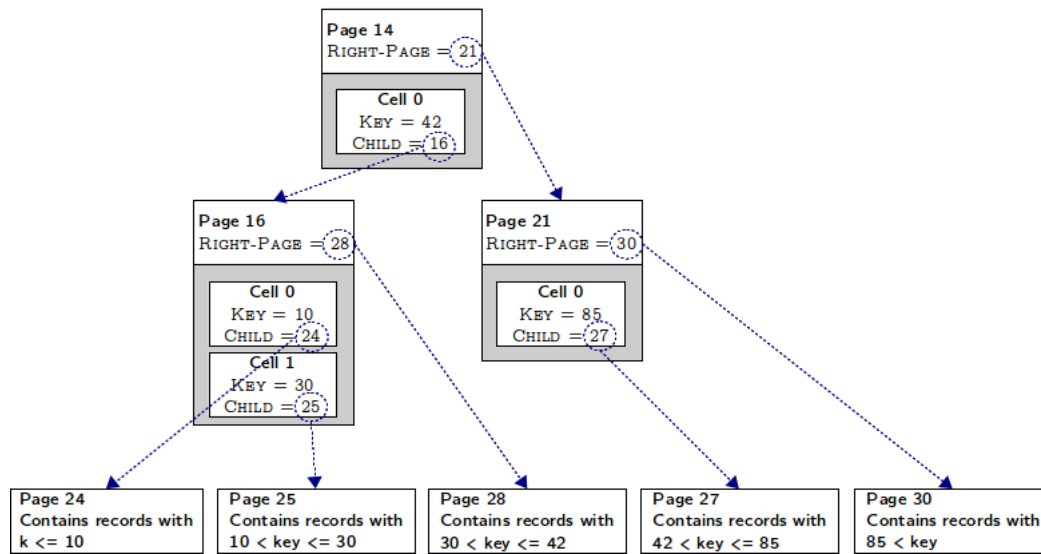 Page 14
RIGHT-PAGE = 21
Cell 0
KEY = 42
CHILD = 16
Page 16
RIGHT-PAGE = 28
Cell 0
KEY = 10
CHILD = 24
Cell 1
KEY = 30
CHILD = 25
Page 21
RIGHT-PAGE = 30
Cell 0
KEY = 85
CHILD = 27
Page 24
Contains records with
k <= 10
Page 25
Contains records with
10 < key <= 30
Page 28
Contains records with
30 < key <= 42
Page 27
Contains records with
42 < key <= 85
Page 30
Contains records with
85 < key